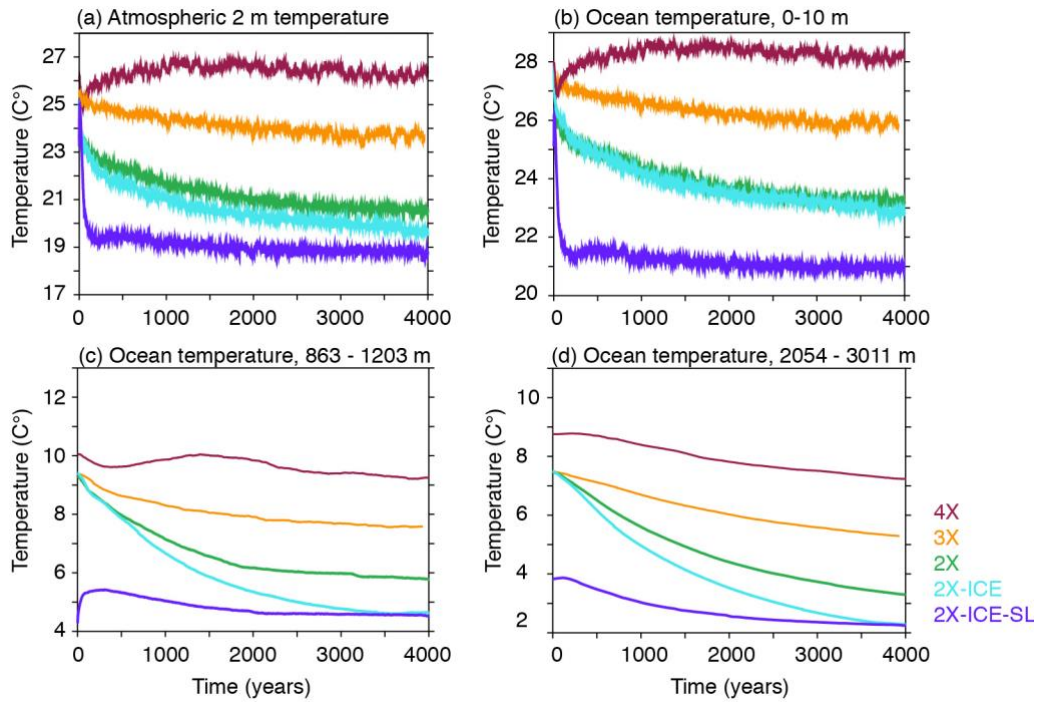 (a) Atmospheric 2 m temperature
(b) Ocean temperature, 0-10 m
Temperature (C°)
27
25
23
21
19
17
0 1000 2000 3000 4000
Temperature (C°)
28
26
24
22
20
0 1000 2000 3000 4000
(c) Ocean temperature, 863 - 1203 m
(d) Ocean temperature, 2054 - 3011 m
Temperature (C°)
12
10
8
6
4
0 1000 2000 3000 4000
Time (years)
Temperature (C°)
10
8
6
4
2
0 1000 2000 3000 4000
Time (years)
4X
3X
2X
2X-ICE
2X-ICE-SL